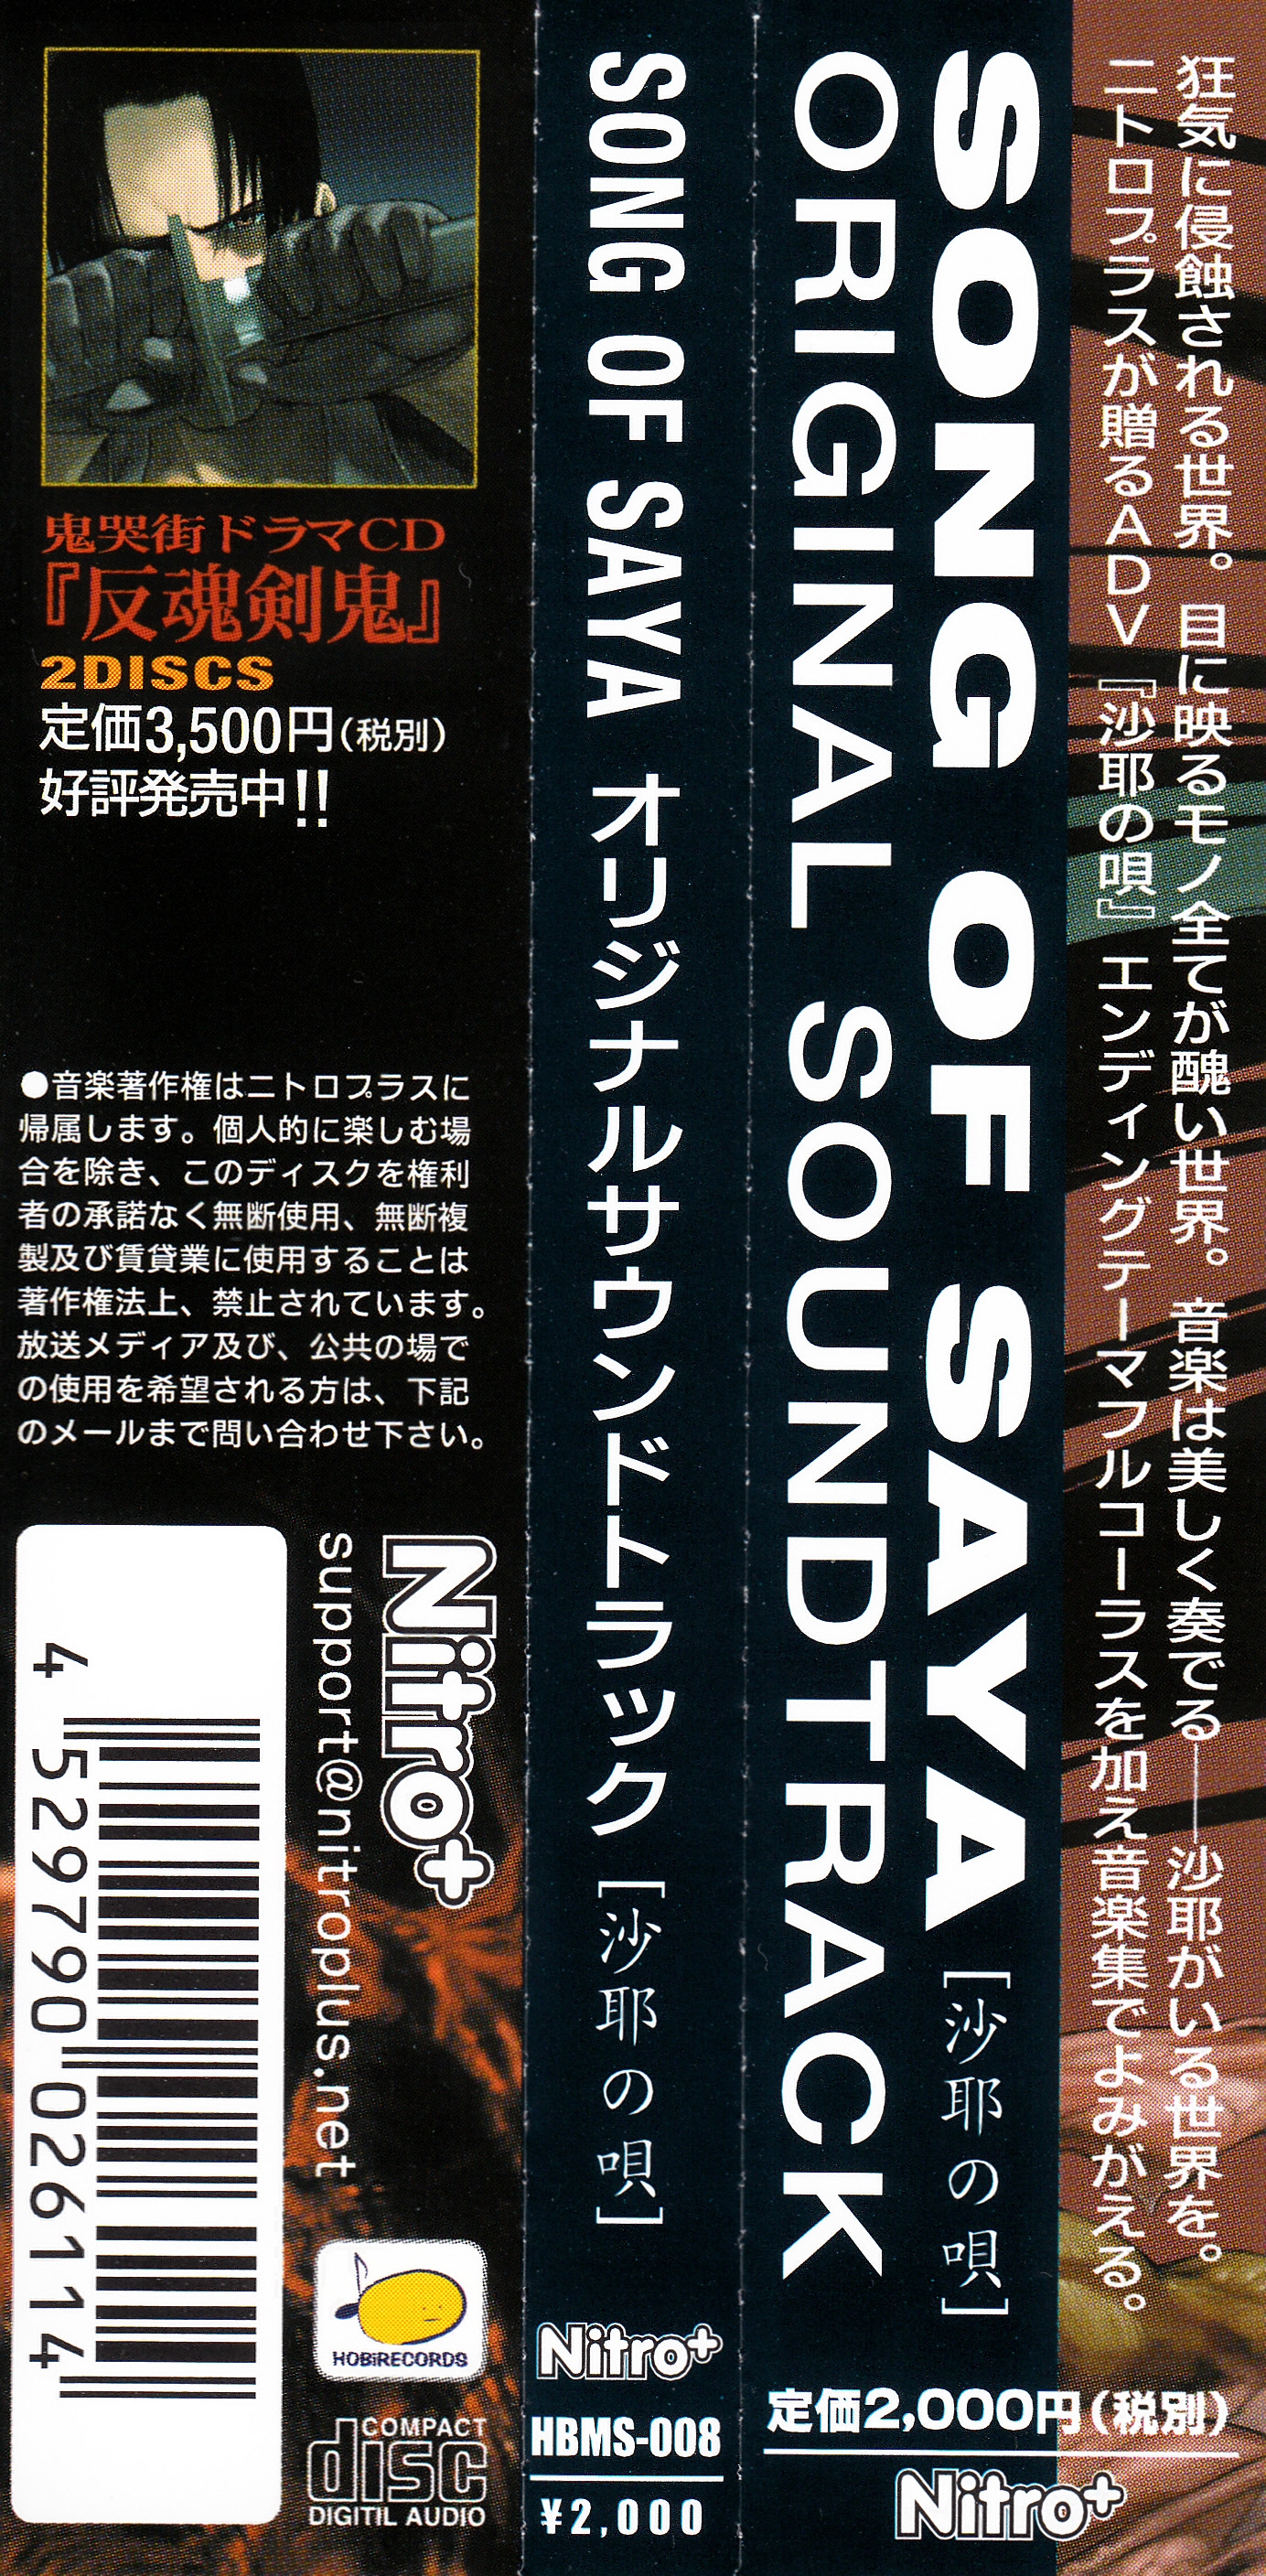 狂気に侵蝕される世界。目に映るモノ全てが醜い世界。音楽は美しく奏でる――沙耶がいる世界を。
ニトロプラスが贈るADV『沙耶の唄』エンディングテーマフルコーラスを加え音楽集でよみがえる。
SONG OF SAYA [沙耶の唄]
ORIGINAL SOUNDTRACK
定価2,000円(税別)
Nitro+
SONG OF SAYA オリジナルサウンドトラック [沙耶の唄]
Nitro+
HBMS-008
¥2,000
鬼哭街ドラマCD
『反魂剣鬼』
2DISCS
定価3,500円(税別)
好評発売中!!
●音楽著作権はニトロプラスに
帰属します。個人的に楽しむ場
合を除き、このディスクを権利
者の承諾なく無断使用、無断複
製及び賃貸業に使用することは
著作権法上、禁止されています。
放送メディア及び、公共の場で
の使用を希望される方は、下記
のメールまで問い合わせ下さい。
Nitro+
support@nitroplus.net
4 529790 026114
HOBiRECORDS
COMPACT
disc
DIGITIL AUDIO